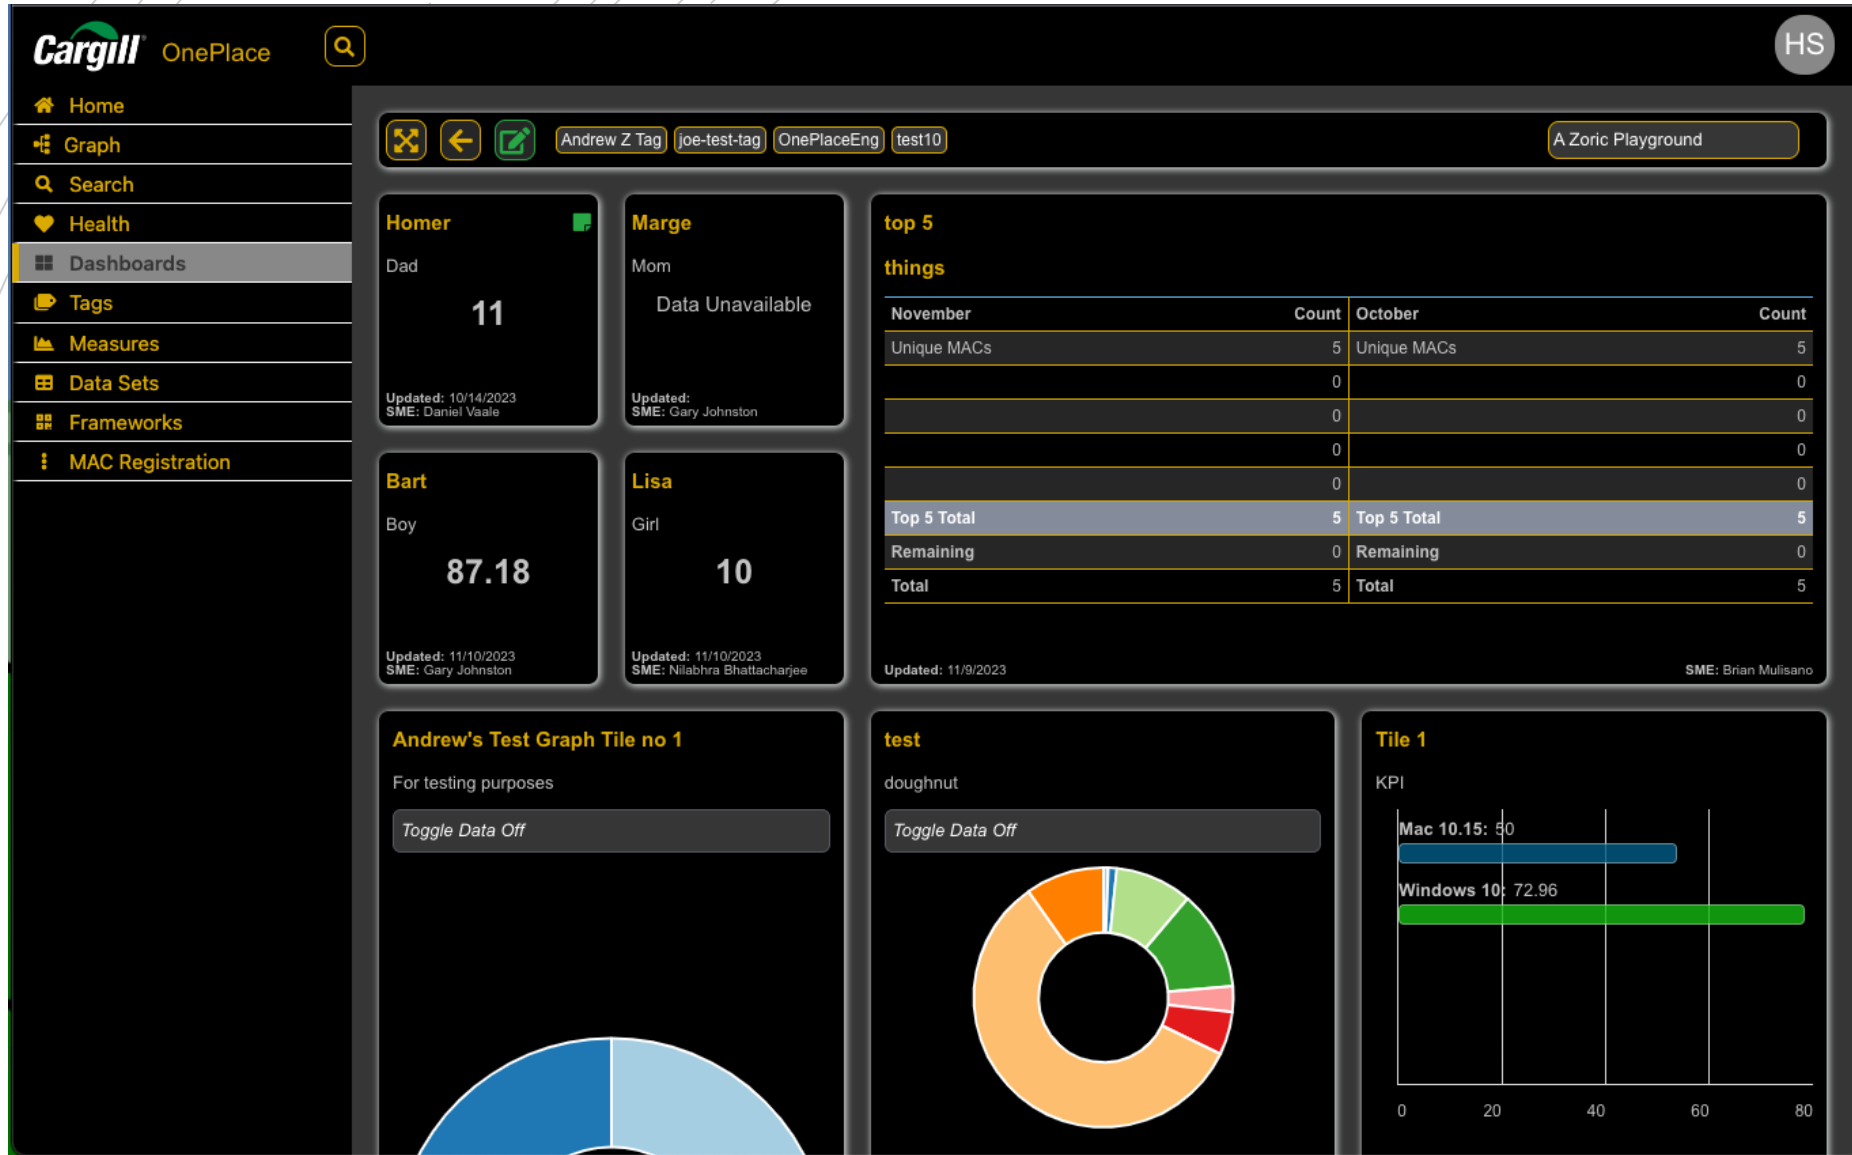 Cargill OnePlace
HS
Home
Graph
Search
Health
Dashboards
Tags
Measures
Data Sets
Frameworks
MAC Registration
Andrew Z Tag joe-test-tag OnePlaceEng test10
A Zoric Playground
Homer
Dad
11
Updated: 10/14/2023
SME: Daniel Vaale
Marge
Mom
Data Unavailable
Updated:
SME: Gary Johnston
Bart
Boy
87.18
Updated: 11/10/2023
SME: Gary Johnston
Lisa
Girl
10
Updated: 11/10/2023
SME: Nilabhra Bhattacharjee
top 5
things
November Count October Count
Unique MACs 5 Unique MACs 5
0 0
0 0
0 0
0 0
Top 5 Total 5 Top 5 Total 5
Remaining 0 Remaining 0
Total 5 Total 5
Updated: 11/9/2023 SME: Brian Mulisano
Andrew's Test Graph Tile no 1
For testing purposes
Toggle Data Off
test
doughnut
Toggle Data Off
Tile 1
KPI
Mac 10.15: 50
Windows 10: 72.96
0 20 40 60 80